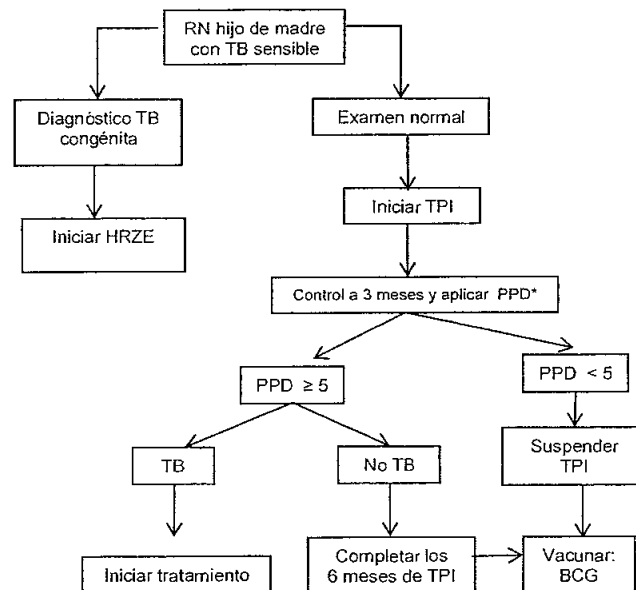 RN hijo de madre
con TB sensible
Diagnóstico TB
congénita
Examen normal
Iniciar HRZE
Iniciar TPI
Control a 3 meses y aplicar PPD*
PPD ≥ 5
PPD < 5
TB
No TB
Suspender
TPI
Iniciar tratamiento
Completar los
6 meses de TPI
Vacunar:
BCG